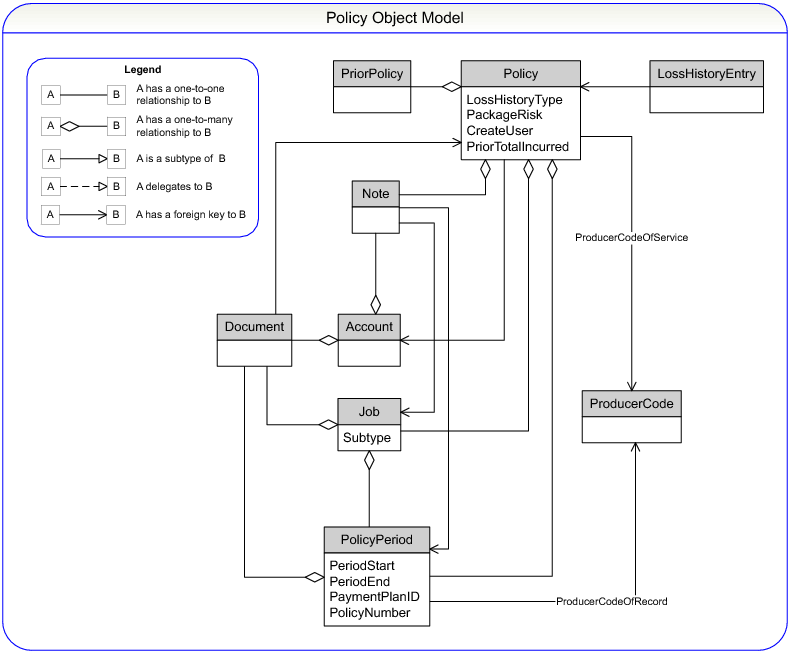 Policy Object Model
Legend
A B A has a one-to-one
relationship to B
A B A has a one-to-many
relationship to B
A B A is a subtype of B
A B A delegates to B
A B A has a foreign key to B
PriorPolicy
Policy
LossHistoryType
PackageRisk
CreateUser
PriorTotalIncurred
LossHistoryEntry
Note
ProducerCodeOfService
Document
Account
Job
Subtype
ProducerCode
PolicyPeriod
PeriodStart
PeriodEnd
PaymentPlanID
PolicyNumber
ProducerCodeOfRecord